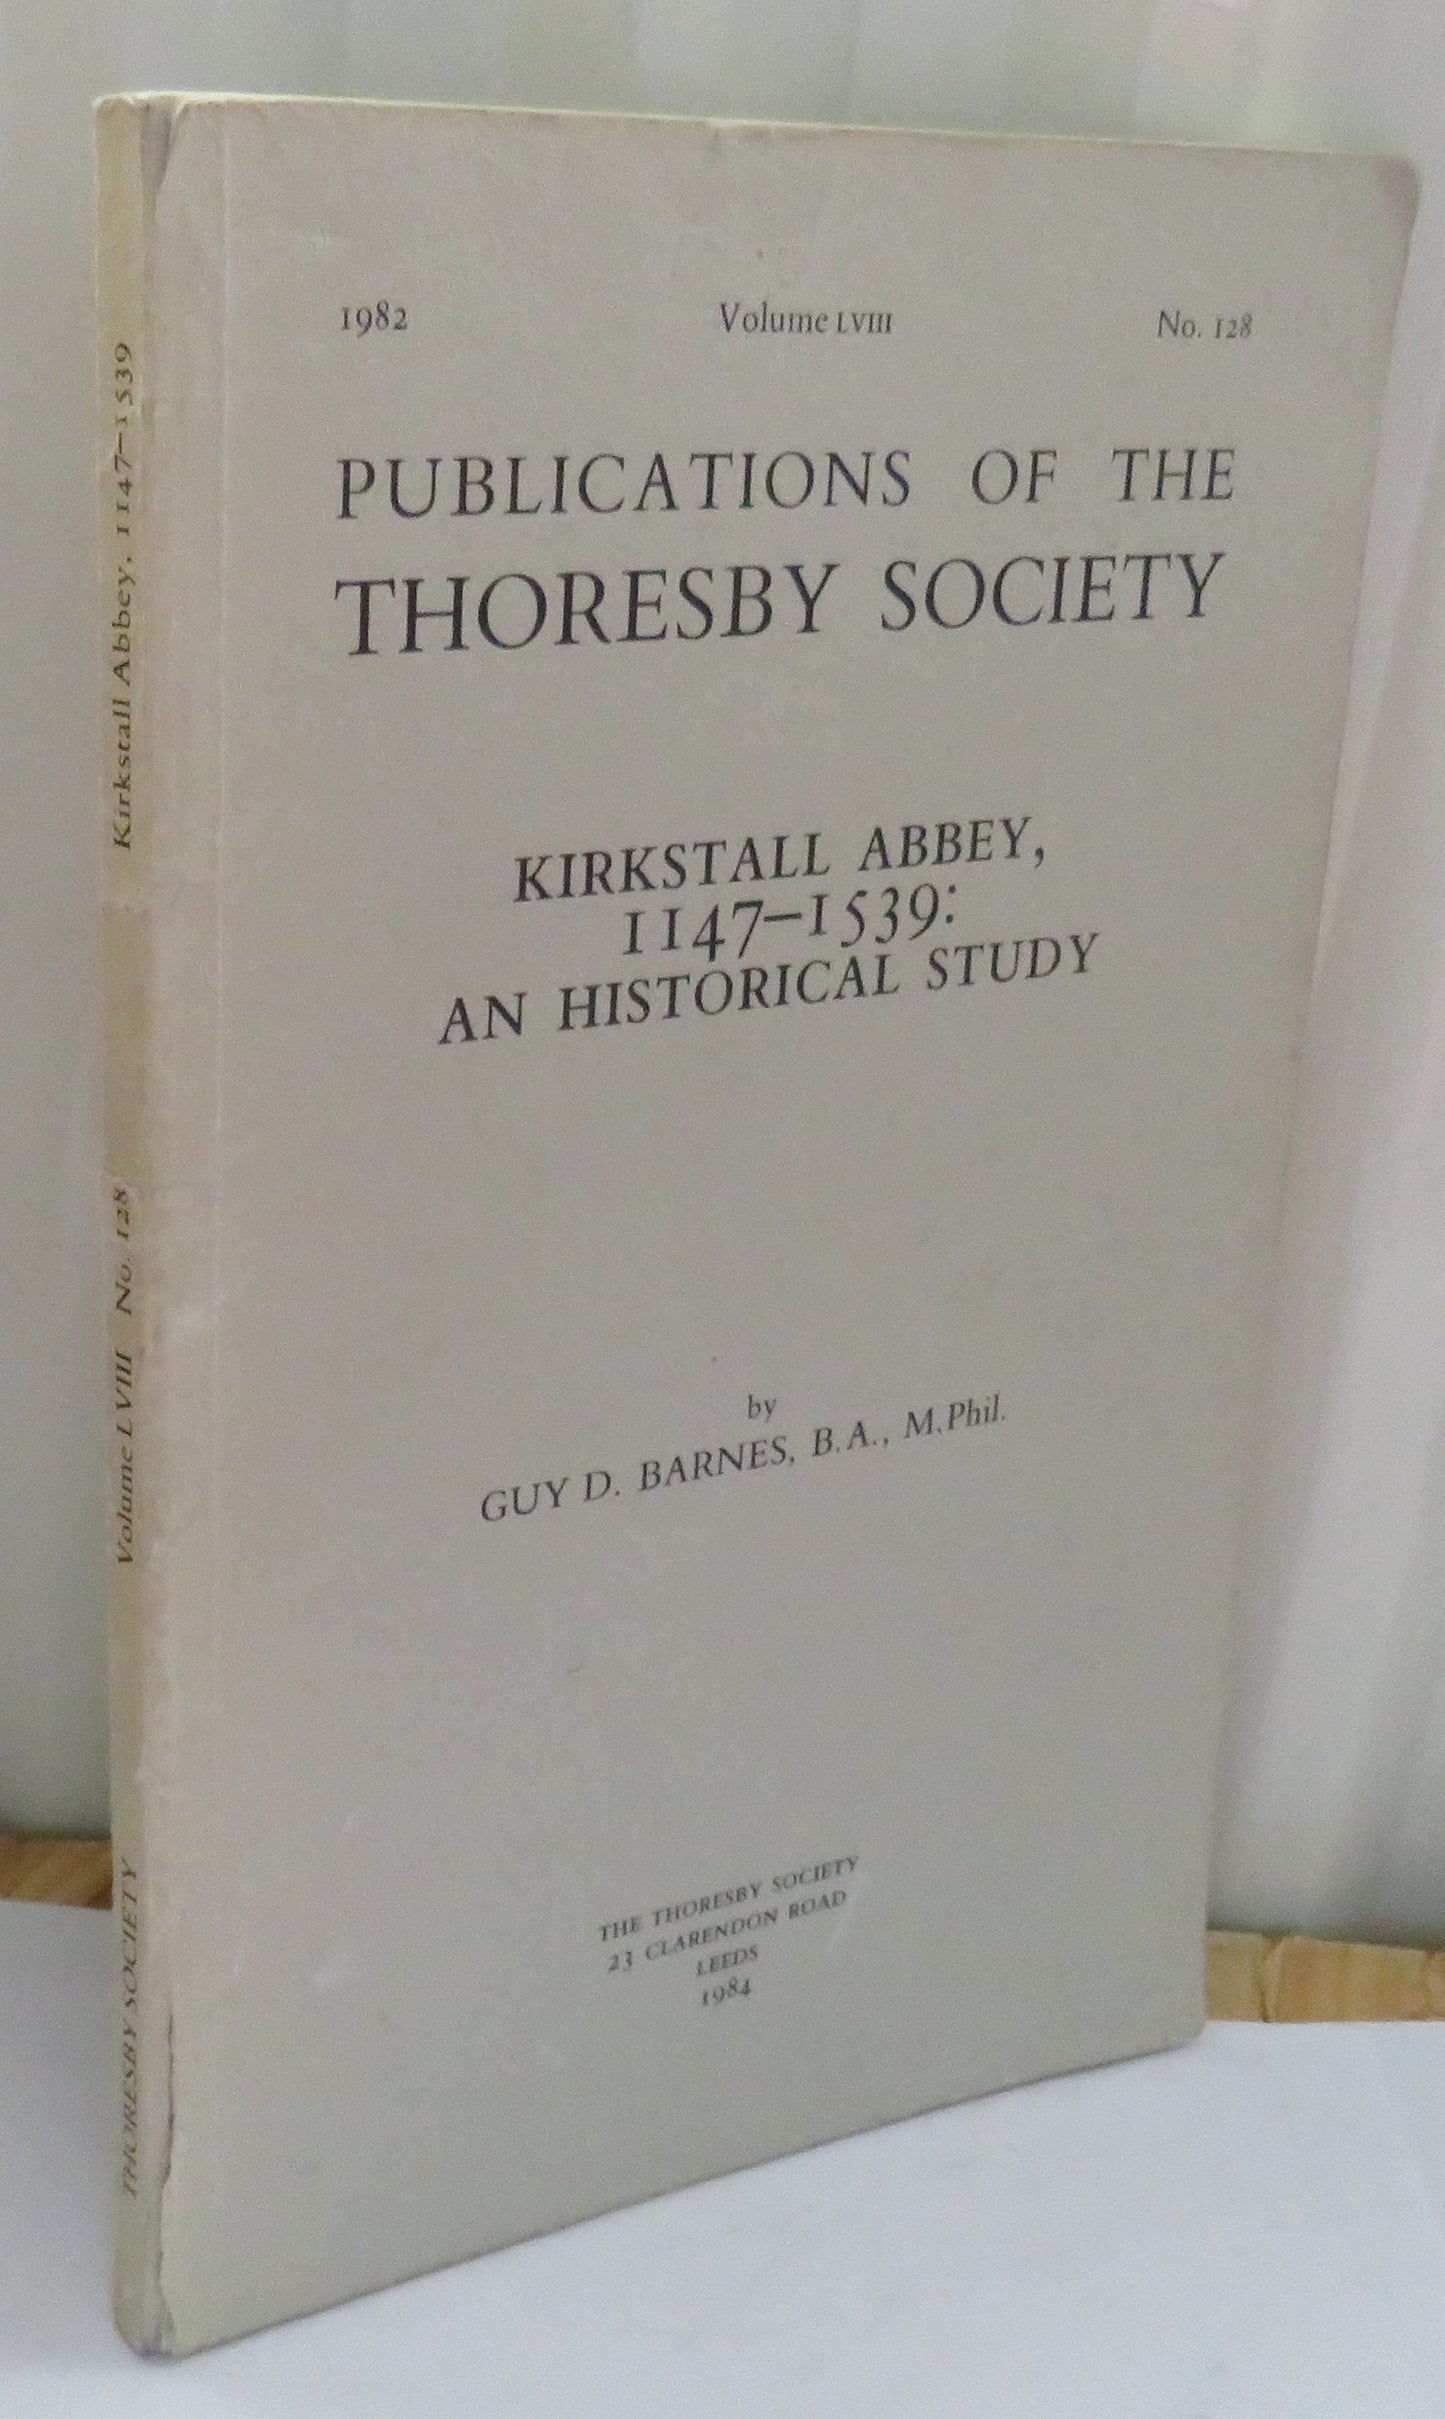 1982 Volume LVIII No. 128
PUBLICATIONS OF THE
THORESBY SOCIETY
KIRKSTALL ABBEY,
1147–1539:
AN HISTORICAL STUDY
by
GUY D. BARNES, B.A., M.Phil.
THE THORESBY SOCIETY
23 CLARENDON ROAD
LEEDS
1984
THORESBY SOCIETY Volume LVIII No. 128 Kirkstall Abbey, 1147–1539